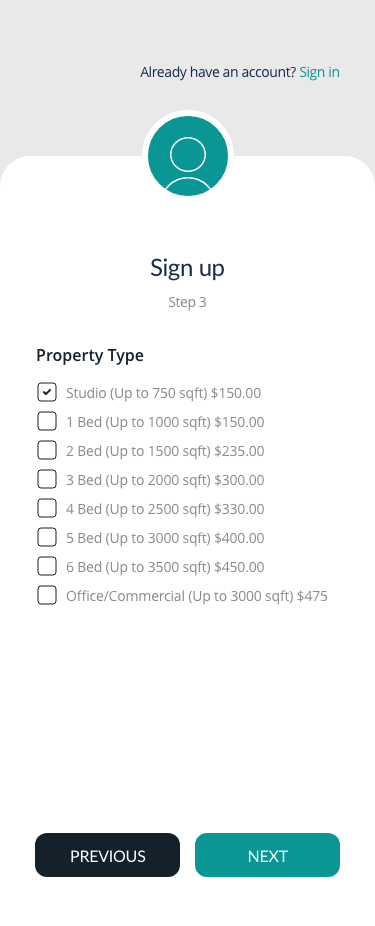 Already have an account? Sign in
Sign up
Step 3
Property Type
Studio (Up to 750 sqft) $150.00
1 Bed (Up to 1000 sqft) $150.00
2 Bed (Up to 1500 sqft) $235.00
3 Bed (Up to 2000 sqft) $300.00
4 Bed (Up to 2500 sqft) $330.00
5 Bed (Up to 3000 sqft) $400.00
6 Bed (Up to 3500 sqft) $450.00
Office/Commercial (Up to 3000 sqft) $475
PREVIOUS
NEXT